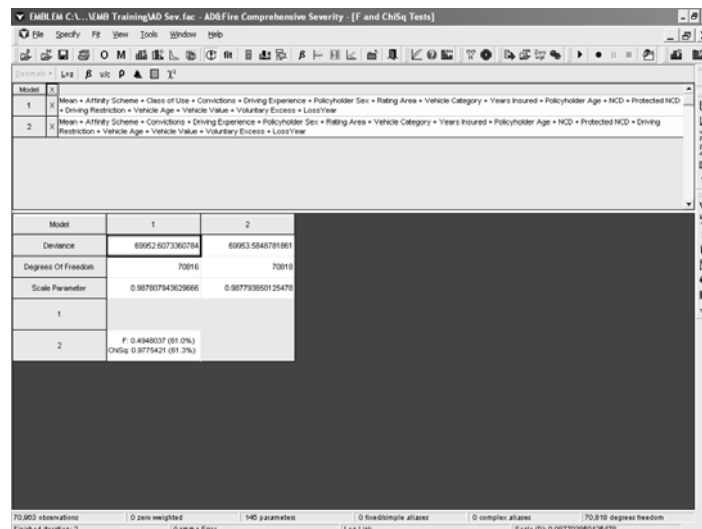 EMBLEM C:\...\EMB Training\AD Sev.fac - AD&Fire Comprehensive Severity - [F and ChiSq Tests]
File Specify Fit View Tools Window Help
Decimals Log β v/c P Χ²
Model X
1 X Mean + Affinity Scheme + Class of Use + Convictions + Driving Experience + Policyholder Sex + Rating Area + Vehicle Category + Years Insured + Policyholder Age + NCD + Protected NCD
+ Driving Restriction + Vehicle Age + Vehicle Value + Voluntary Excess + LossYear
2 X Mean + Affinity Scheme + Convictions + Driving Experience + Policyholder Sex + Rating Area + Vehicle Category + Years Insured + Policyholder Age + NCD + Protected NCD + Driving
Restriction + Vehicle Age + Vehicle Value + Voluntary Excess + LossYear
Model 1 2
Deviance 69952.6073360784 69953.5848781861
Degrees Of Freedom 70816 70818
Scale Parameter 0.987807943629666 0.987793850125478
1
2 F: 0.4948037 (61.0%)
ChiSq: 0.9775421 (61.3%)
70,963 observations 0 zero weighted 145 parameters 0 fixed/simple aliases 0 complex aliases 70,818 degrees freedom